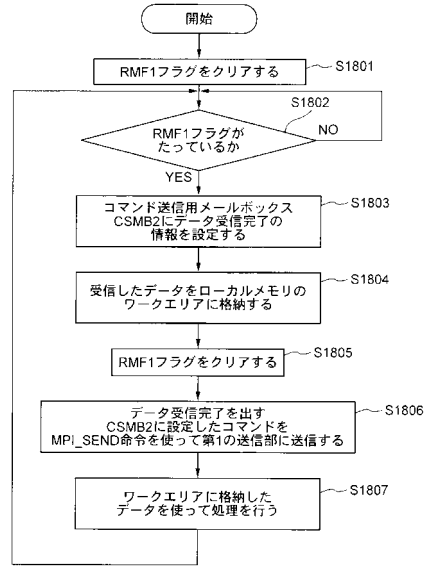 開始
RMF1フラグをクリアする
S1801
RMF1フラグが
たっているか
S1802
NO
YES
コマンド送信用メールボックス
CSMB2にデータ受信完了の
情報を設定する
S1803
受信したデータをローカルメモリの
ワークエリアに格納する
S1804
RMF1フラグをクリアする
S1805
データ受信完了を出す
CSMB2に設定したコマンドを
MPI_SEND命令を使って第1の送信部に送信する
S1806
ワークエリアに格納した
データを使って処理を行う
S1807